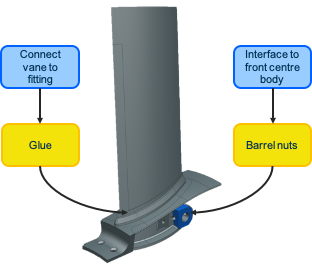 Connect
vane to
fitting
Interface to
front centre
body
Glue
Barrel nuts